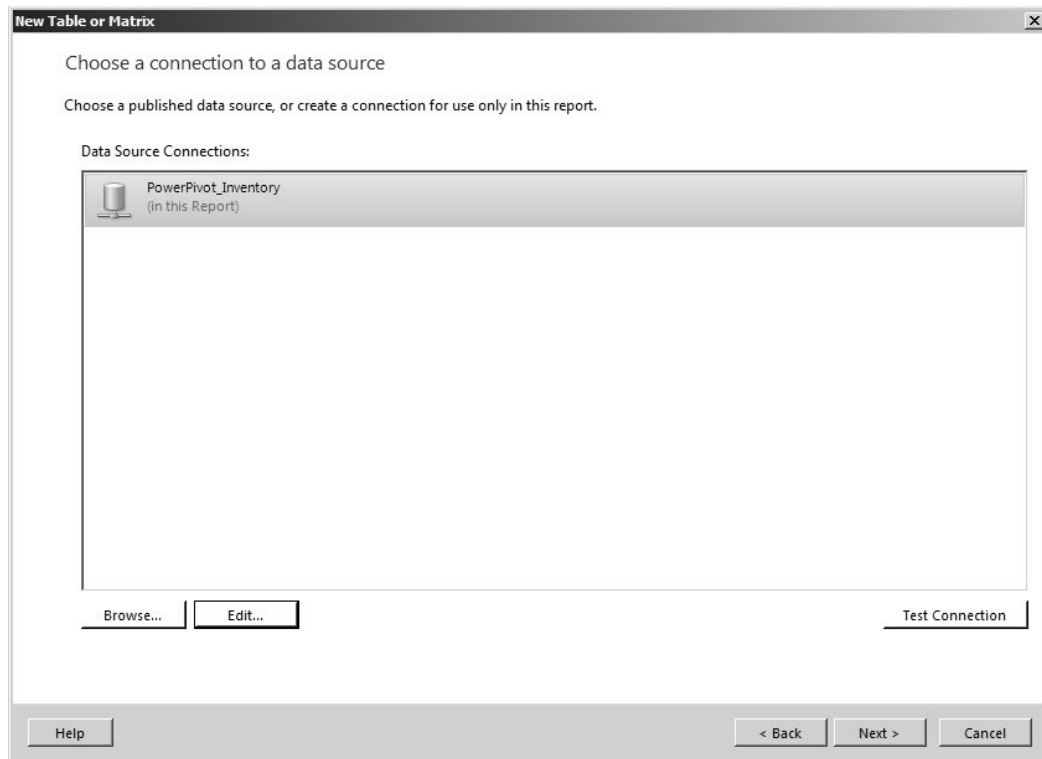 New Table or Matrix
Choose a connection to a data source
Choose a published data source, or create a connection for use only in this report.
Data Source Connections:
PowerPivot_Inventory
(in this Report)
Browse... Edit... Test Connection
Help < Back Next > Cancel